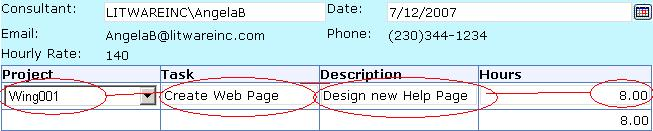 Consultant: LITWAREINC\AngelaB Date: 7/12/2007
Email: AngelaB@litwareinc.com Phone: (230)344-1234
Hourly Rate: 140
Project Task Description Hours
Wing001 Create Web Page Design new Help Page 8.00
8.00